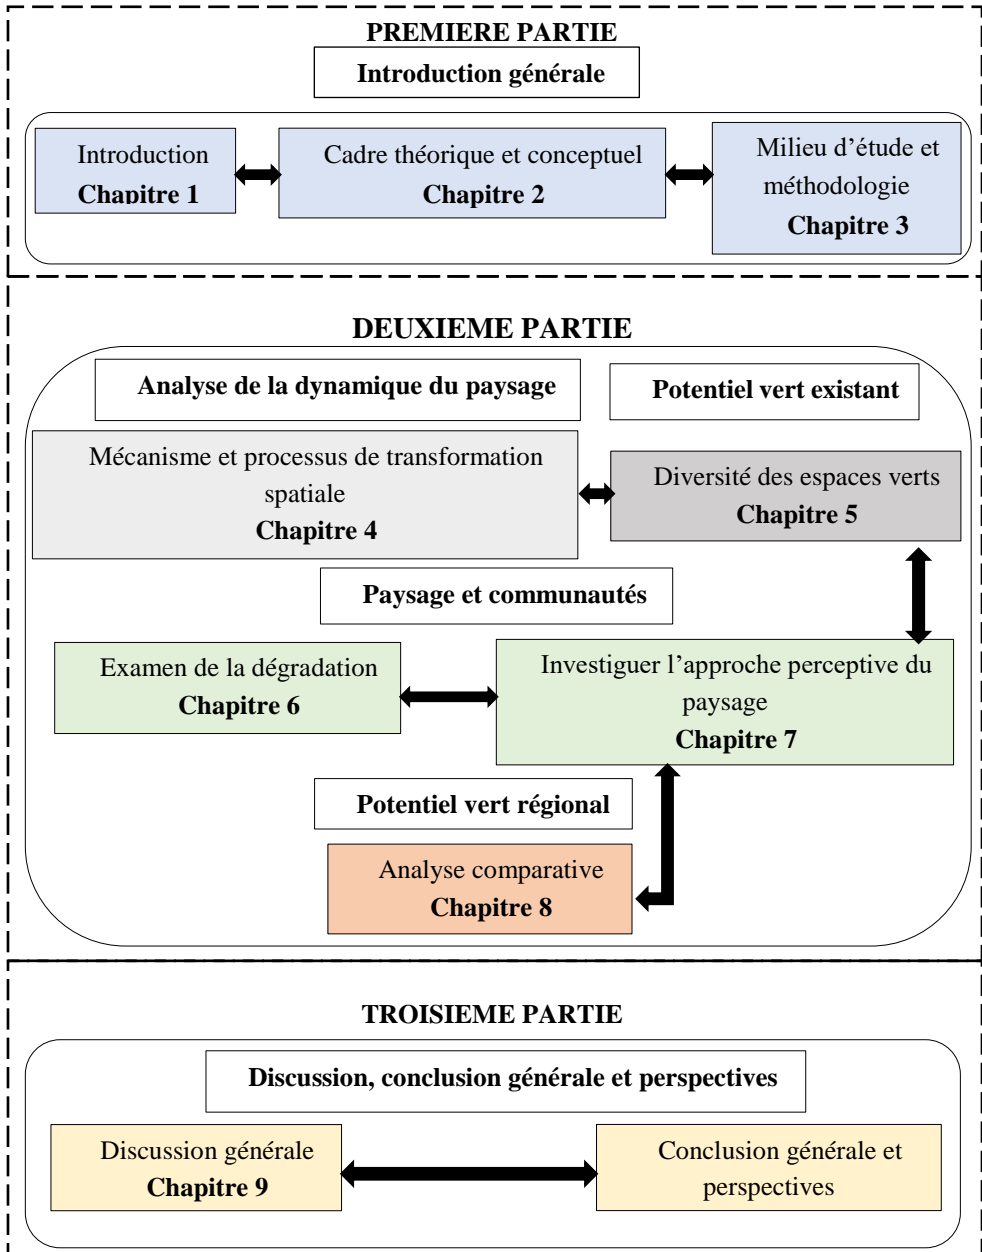 PREMIERE PARTIE
Introduction générale
Introduction
Chapitre 1
Cadre théorique et conceptuel
Chapitre 2
Milieu d’étude et
méthodologie
Chapitre 3
DEUXIEME PARTIE
Analyse de la dynamique du paysage
Potentiel vert existant
Mécanisme et processus de transformation
spatiale
Chapitre 4
Diversité des espaces verts
Chapitre 5
Paysage et communautés
Examen de la dégradation
Chapitre 6
Investiguer l’approche perceptive du
paysage
Chapitre 7
Potentiel vert régional
Analyse comparative
Chapitre 8
TROISIEME PARTIE
Discussion, conclusion générale et perspectives
Discussion générale
Chapitre 9
Conclusion générale et
perspectives